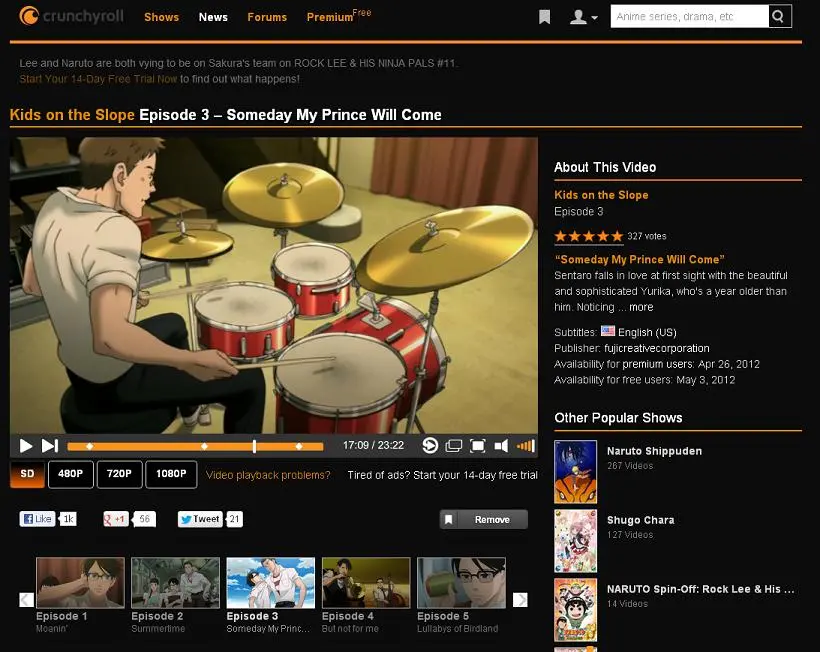 crunchyroll Shows News Forums Premium Free Anime series, drama, etc
Lee and Naruto are both vying to be on Sakura's team on ROCK LEE & HIS NINJA PALS #11.
Start Your 14-Day Free Trial Now to find out what happens!
Kids on the Slope Episode 3 – Someday My Prince Will Come
17:09 / 23:22
SD 480P 720P 1080P Video playback problems? Tired of ads? Start your 14-day free trial
Like 1k +1 56 Tweet 21 Remove
Episode 1 Episode 2 Episode 3 Episode 4 Episode 5
Moanin' Summertime Someday My Princ... But not for me Lullabys of Birdland
About This Video
Kids on the Slope
Episode 3
327 votes
“Someday My Prince Will Come”
Sentaro falls in love at first sight with the beautiful
and sophisticated Yurika, who's a year older than
him. Noticing ... more
Subtitles: English (US)
Publisher: fujicreativecorporation
Availability for premium users: Apr 26, 2012
Availability for free users: May 3, 2012
Other Popular Shows
Naruto Shippuden
267 Videos
Shugo Chara
127 Videos
NARUTO Spin-Off: Rock Lee & His ...
14 Videos